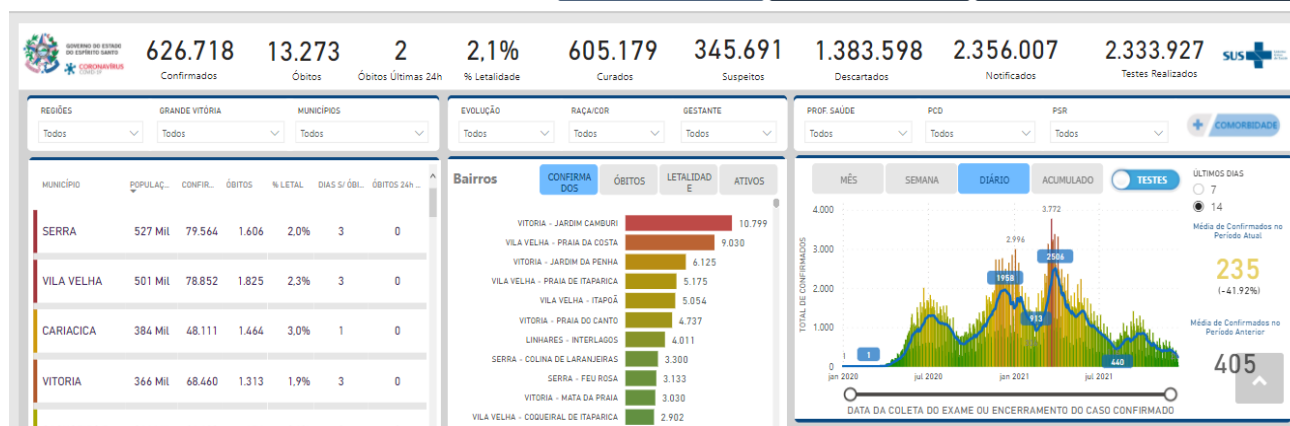 GOVERNO DO ESTADO
DO ESPÍRITO SANTO
CORONAVÍRUS
COVID-19
626.718
Confirmados
13.273
Óbitos
2
Óbitos Últimas 24h
2,1%
% Letalidade
605.179
Curados
345.691
Suspeitos
1.383.598
Descartados
2.356.007
Notificados
2.333.927
Testes Realizados
SUS
REGIÕES
Todos
GRANDE VITÓRIA
Todos
MUNICÍPIOS
Todos
EVOLUÇÃO
Todos
RAÇA/COR
Todos
GESTANTE
Todos
PROF. SAÚDE
Todos
PCD
Todos
PSR
Todos
+ COMORBIDADE
MUNICÍPIO POPULAÇ... CONFIR... ÓBITOS % LETAL DIAS S/ ÓBI... ÓBITOS 24h ...
SERRA 527 Mil 79.564 1.606 2,0% 3 0
VILA VELHA 501 Mil 78.852 1.825 2,3% 3 0
CARIACICA 384 Mil 48.111 1.464 3,0% 1 0
VITORIA 366 Mil 68.460 1.313 1,9% 3 0
Bairros
CONFIRMA
DOS
ÓBITOS
LETALIDAD
E
ATIVOS
VITORIA - JARDIM CAMBURI 10.799
VILA VELHA - PRAIA DA COSTA 9.030
VITORIA - JARDIM DA PENHA 6.125
VILA VELHA - PRAIA DE ITAPARICA 5.175
VILA VELHA - ITAPOÃ 5.054
VITORIA - PRAIA DO CANTO 4.737
LINHARES - INTERLAGOS 4.011
SERRA - COLINA DE LARANJEIRAS 3.300
SERRA - FEU ROSA 3.133
VITORIA - MATA DA PRAIA 3.030
VILA VELHA - COQUEIRAL DE ITAPARICA 2.902
MÊS
SEMANA
DIÁRIO
ACUMULADO
TESTES
TOTAL DE CONFIRMADOS
4.000
3.000
2.000
1.000
0
3.772
2.996
2506
1958
913
440
1
1
jan 2020 jul 2020 jan 2021 jul 2021
DATA DA COLETA DO EXAME OU ENCERRAMENTO DO CASO CONFIRMADO
ÚLTIMOS DIAS
7
14
Média de Confirmados no
Período Atual
235
(-41.92%)
Média de Confirmados no
Período Anterior
405